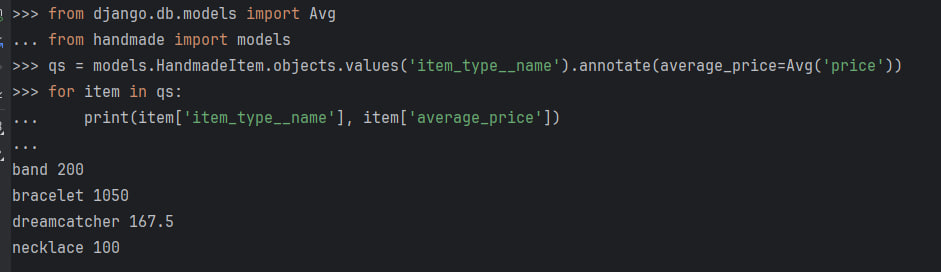 >>> from django.db.models import Avg
... from handmade import models
>>> qs = models.HandmadeItem.objects.values('item_type__name').annotate(average_price=Avg('price'))
>>> for item in qs:
...     print(item['item_type__name'], item['average_price'])
...
band 200
bracelet 1050
dreamcatcher 167.5
necklace 100